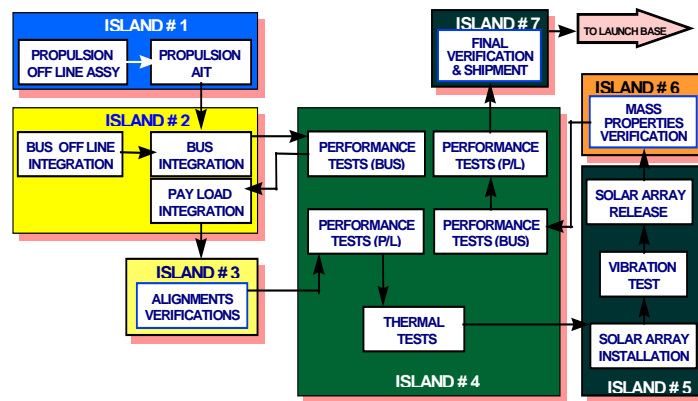 ISLAND # 1
PROPULSION
OFF LINE ASSY
PROPULSION
AIT
ISLAND # 2
BUS OFF LINE
INTEGRATION
BUS
INTEGRATION
PAY LOAD
INTEGRATION
ISLAND # 3
ALIGNMENTS
VERIFICATIONS
PERFORMANCE
TESTS (BUS)
PERFORMANCE
TESTS (P/L)
PERFORMANCE
TESTS (P/L)
PERFORMANCE
TESTS (BUS)
THERMAL
TESTS
ISLAND # 4
ISLAND # 7
FINAL
VERIFICATION
& SHIPMENT
TO LAUNCH BASE
ISLAND # 6
MASS
PROPERTIES
VERIFICATION
SOLAR ARRAY
RELEASE
VIBRATION
TEST
SOLAR ARRAY
INSTALLATION
ISLAND # 5